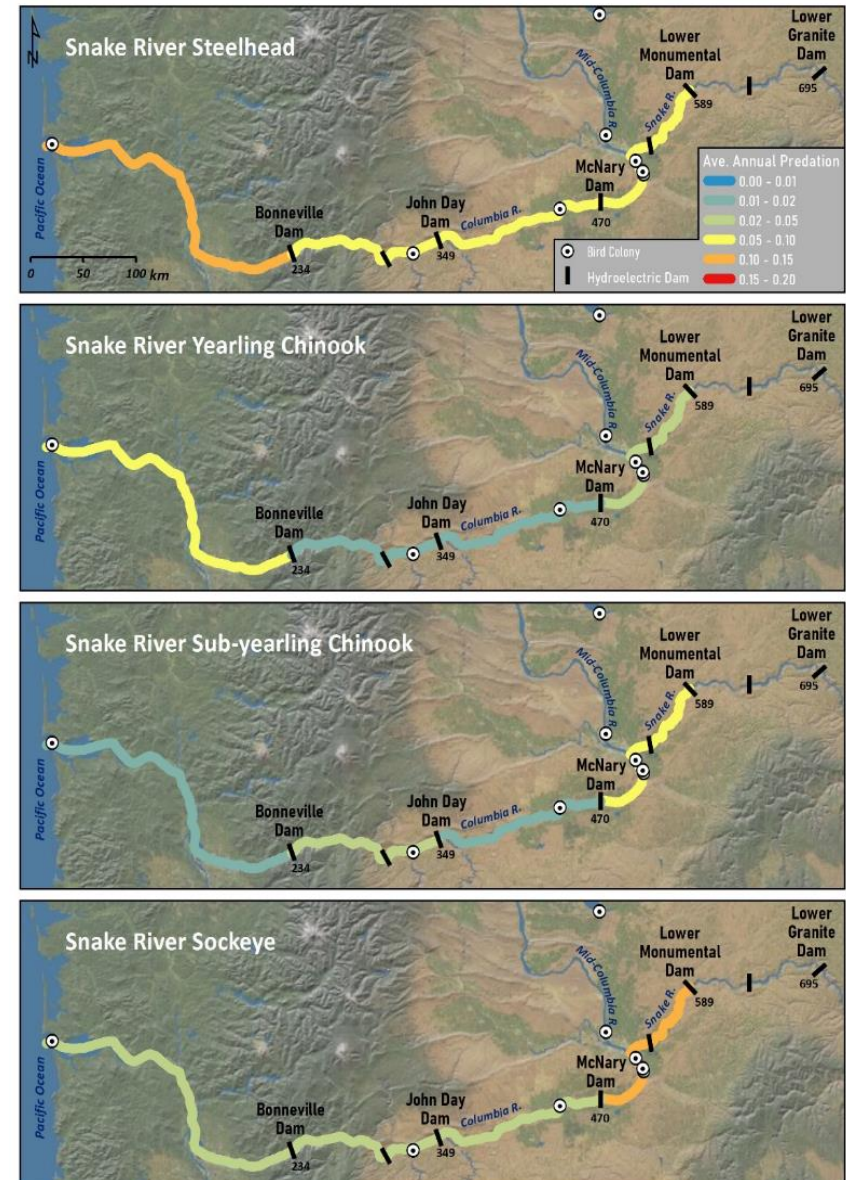 Snake River Steelhead
N
Lower
Monumental
Dam
Lower
Granite
Dam
Mid-Columbia R.
Snake R.
589
695
Pacific Ocean
McNary
Dam
Bonneville
Dam
John Day
Dam
Columbia R.
470
234
349
0 50 100 km
Ave. Annual Predation
0.00 - 0.01
0.01 - 0.02
0.02 - 0.05
0.05 - 0.10
0.10 - 0.15
0.15 - 0.20
Bird Colony
Hydroelectric Dam
Snake River Yearling Chinook
Lower
Monumental
Dam
Lower
Granite
Dam
Mid-Columbia R.
Snake R.
589
695
Pacific Ocean
McNary
Dam
Bonneville
Dam
John Day
Dam
Columbia R.
470
234
349
Snake River Sub-yearling Chinook
Lower
Monumental
Dam
Lower
Granite
Dam
Mid-Columbia R.
Snake R.
589
695
Pacific Ocean
McNary
Dam
Bonneville
Dam
John Day
Dam
Columbia R.
470
234
349
Snake River Sockeye
Lower
Monumental
Dam
Lower
Granite
Dam
Mid-Columbia R.
Snake R.
589
695
Pacific Ocean
McNary
Dam
Bonneville
Dam
John Day
Dam
Columbia R.
470
234
349